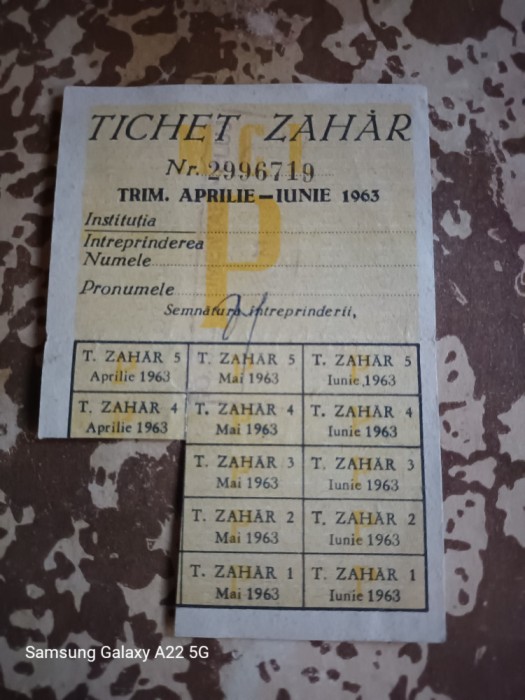 TICHET ZAHĂR
Nr. 2996719
TRIM. APRILIE — IUNIE 1963
Instituția
Intreprinderea
Numele
Pronumele
Semnătura întreprinderii,
T. ZAHĂR 5 T. ZAHĂR 5 T. ZAHĂR 5
Aprilie 1963 Mai 1963 Iunie 1963
T. ZAHĂR 4 T. ZAHĂR 4 T. ZAHĂR 4
Aprilie 1963 Mai 1963 Iunie 1963
T. ZAHĂR 3 T. ZAHĂR 3
Mai 1963 Iunie 1963
T. ZAHĂR 2 T. ZAHĂR 2
Mai 1963 Iunie 1963
T. ZAHĂR 1 T. ZAHĂR 1
Mai 1963 Iunie 1963
Samsung Galaxy A22 5G